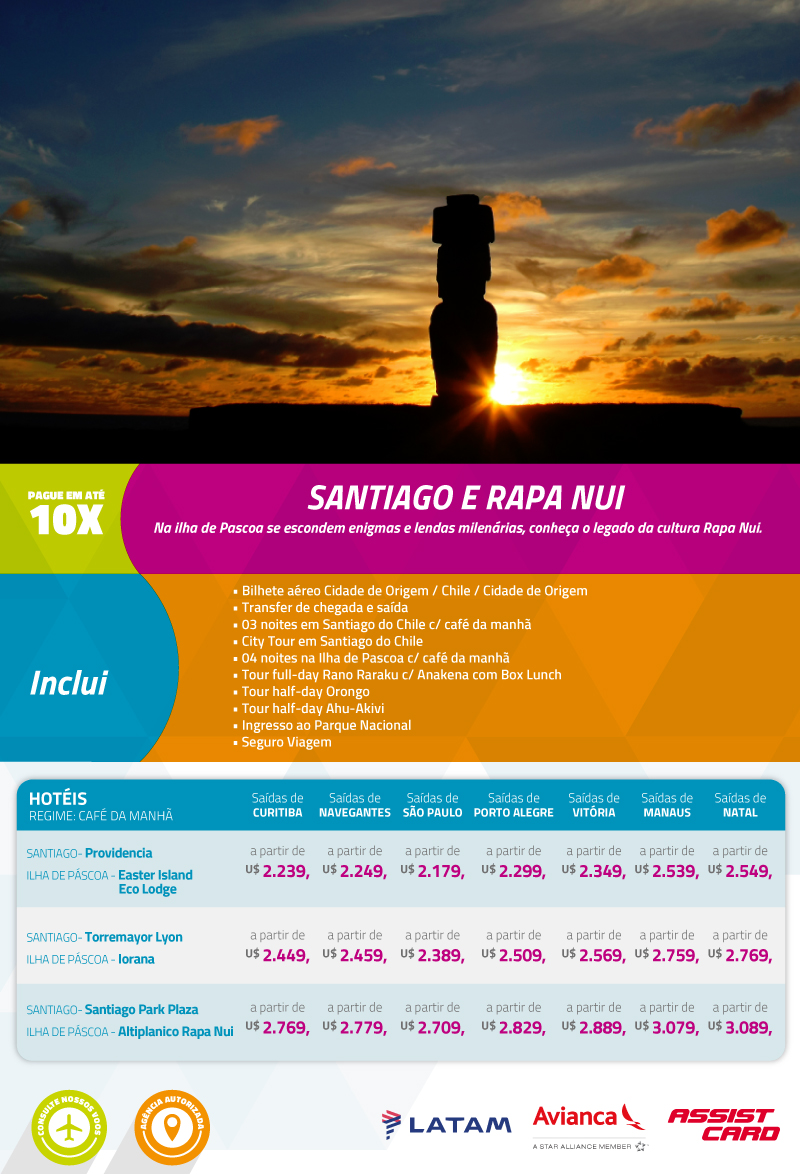 PAGUE EM ATÉ
10X
SANTIAGO E RAPA NUI
Na ilha de Pascoa se escondem enigmas e lendas milenárias, conheça o legado da cultura Rapa Nui.
Inclui
• Bilhete aéreo Cidade de Origem / Chile / Cidade de Origem
• Transfer de chegada e saída
• 03 noites em Santiago do Chile c/ café da manhã
• City Tour em Santiago do Chile
• 04 noites na Ilha de Pascoa c/ café da manhã
• Tour full-day Rano Raraku c/ Anakena com Box Lunch
• Tour half-day Orongo
• Tour half-day Ahu-Akivi
• Ingresso ao Parque Nacional
• Seguro Viagem
HOTÉIS
REGIME: CAFÉ DA MANHÃ
Saídas de CURITIBA
Saídas de NAVEGANTES
Saídas de SÃO PAULO
Saídas de PORTO ALEGRE
Saídas de VITÓRIA
Saídas de MANAUS
Saídas de NATAL
SANTIAGO- Providencia
ILHA DE PÁSCOA - Easter Island
Eco Lodge
a partir de a partir de a partir de a partir de a partir de a partir de a partir de
U$ 2.239, U$ 2.249, U$ 2.179, U$ 2.299, U$ 2.349, U$ 2.539, U$ 2.549,
SANTIAGO- Torremayor Lyon
ILHA DE PÁSCOA - Iorana
a partir de a partir de a partir de a partir de a partir de a partir de a partir de
U$ 2.449, U$ 2.459, U$ 2.389, U$ 2.509, U$ 2.569, U$ 2.759, U$ 2.769,
SANTIAGO- Santiago Park Plaza
ILHA DE PÁSCOA - Altiplanico Rapa Nui
a partir de a partir de a partir de a partir de a partir de a partir de a partir de
U$ 2.769, U$ 2.779, U$ 2.709, U$ 2.829, U$ 2.889, U$ 3.079, U$ 3.089,
CONSULTE NOSSOS VOOS
AGÊNCIA AUTORIZADA
LATAM
Avianca
A STAR ALLIANCE MEMBER
ASSIST
CARD